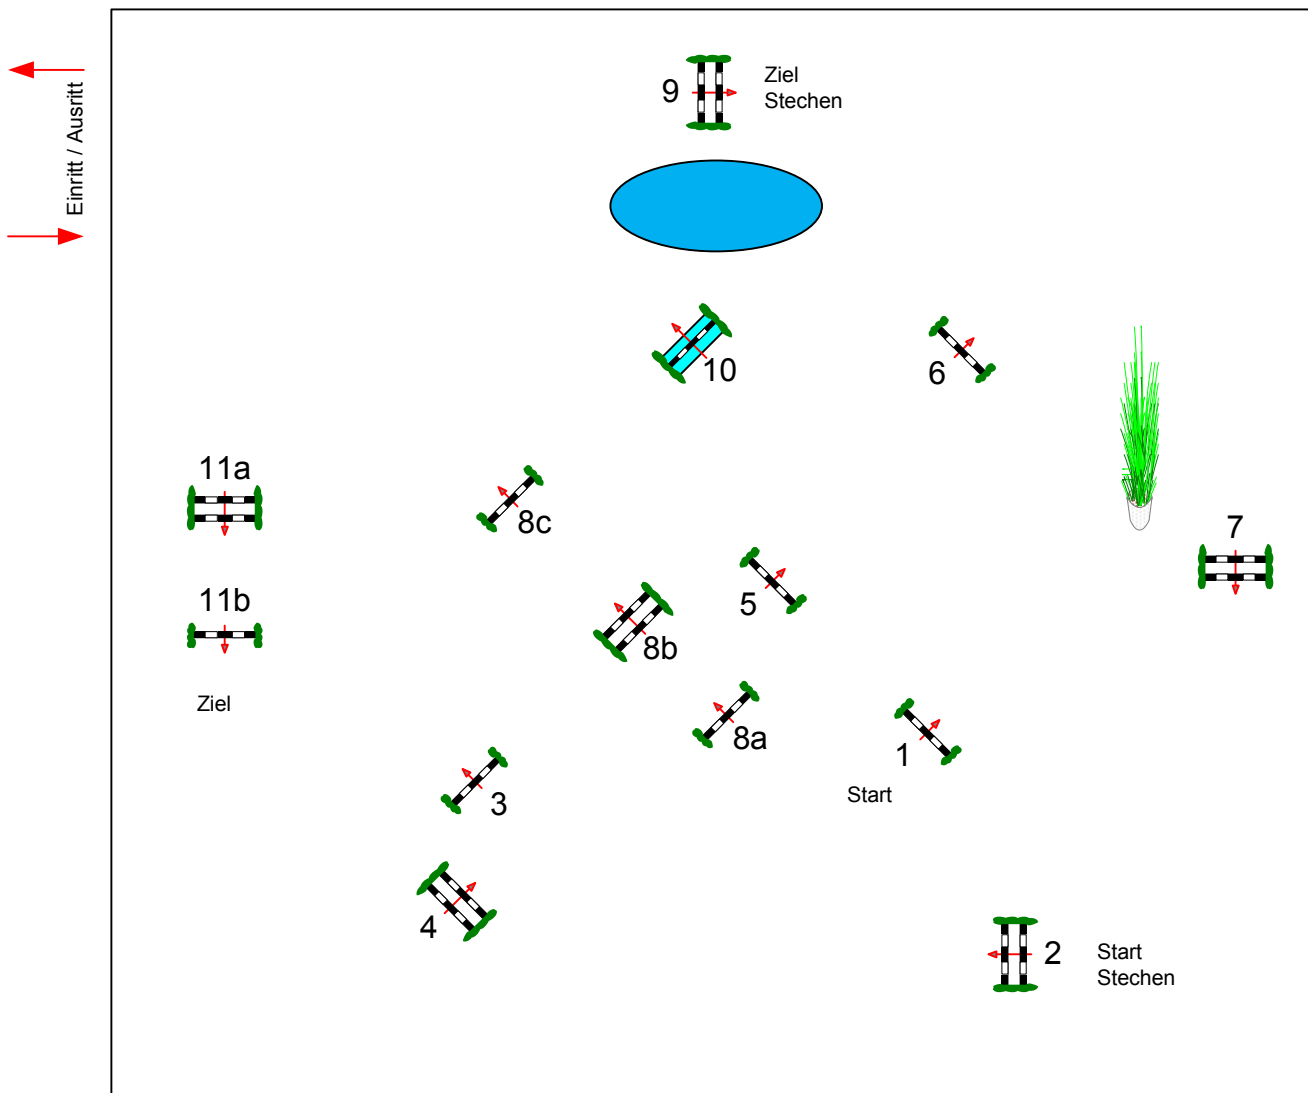 9
Ziel
Stechen
Einritt / Ausritt
10
6
11a
8c
7
11b
5
8b
Ziel
8a
1
3
Start
4
2
Start
Stechen